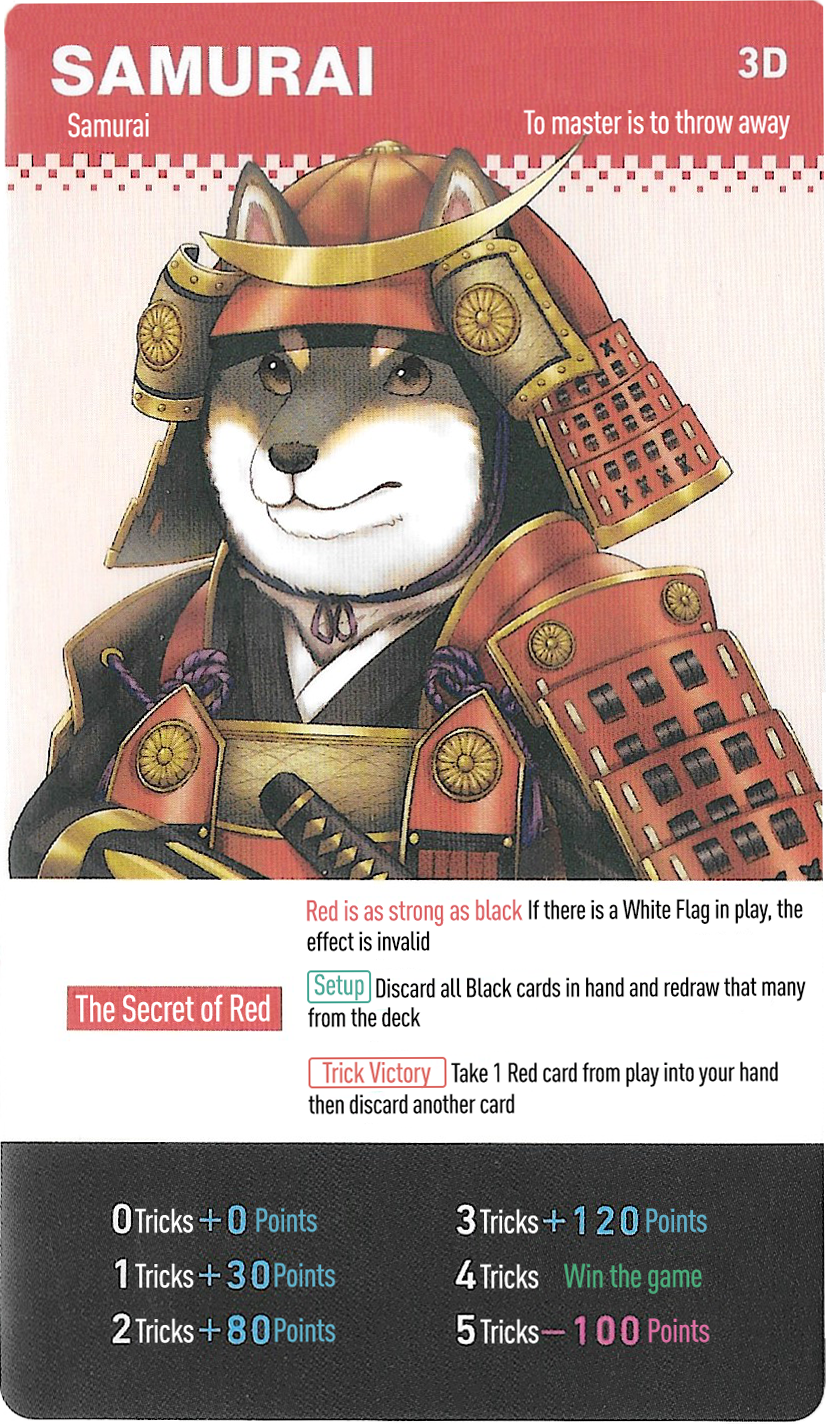 SAMURAI
3D
Samurai
To master is to throw away
Red is as strong as black If there is a White Flag in play, the
effect is invalid
The Secret of Red
Setup Discard all Black cards in hand and redraw that many
from the deck
Trick Victory Take 1 Red card from play into your hand
then discard another card
0 Tricks +0 Points
1 Tricks +30 Points
2 Tricks +80 Points
3 Tricks +120 Points
4 Tricks Win the game
5 Tricks -100 Points